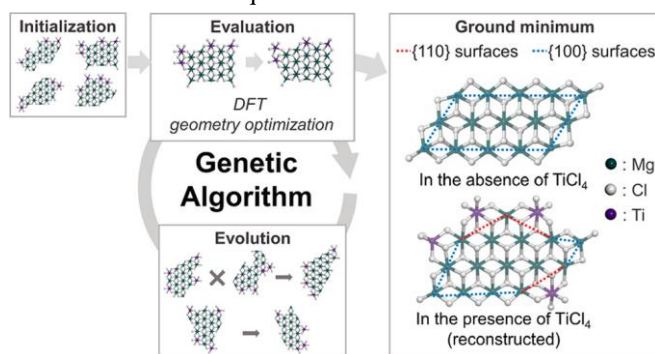 Initialization
Evaluation
DFT
geometry optimization
Genetic
Algorithm
Evolution
Ground minimum
{110} surfaces
{100} surfaces
In the absence of TiCl4
: Mg
: Cl
: Ti
In the presence of TiCl4
(reconstructed)